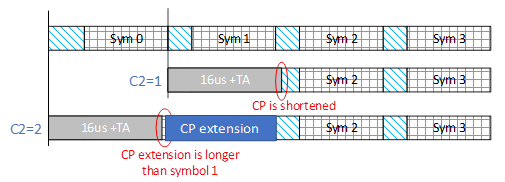 Sym 0 Sym 1 Sym 2 Sym 3
C2=1 16us +TA Sym 2 Sym 3
CP is shortened
C2=2 16us +TA CP extension Sym 2 Sym 3
CP extension is longer
than symbol 1